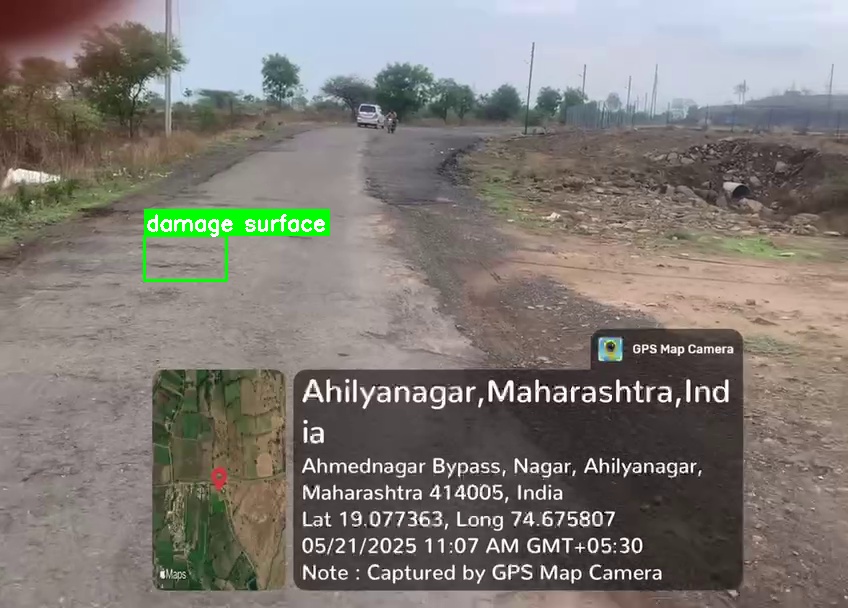 damage surface
GPS Map Camera
Ahilyanagar,Maharashtra,Ind
ia
Ahmednagar Bypass, Nagar, Ahilyanagar,
Maharashtra 414005, India
Lat 19.077363, Long 74.675807
05/21/2025 11:07 AM GMT+05:30
Note : Captured by GPS Map Camera
Maps